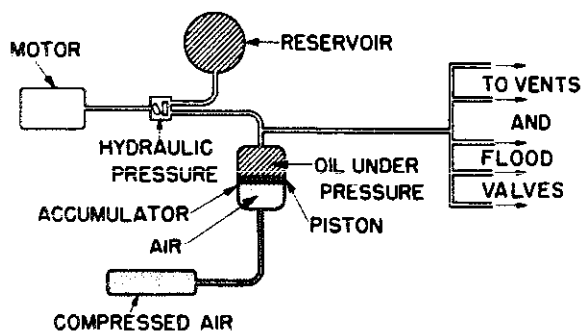 RESERVOIR
MOTOR
TO VENTS
AND
FLOOD
VALVES
HYDRAULIC
PRESSURE
OIL UNDER
PRESSURE
ACCUMULATOR
PISTON
AIR
COMPRESSED AIR